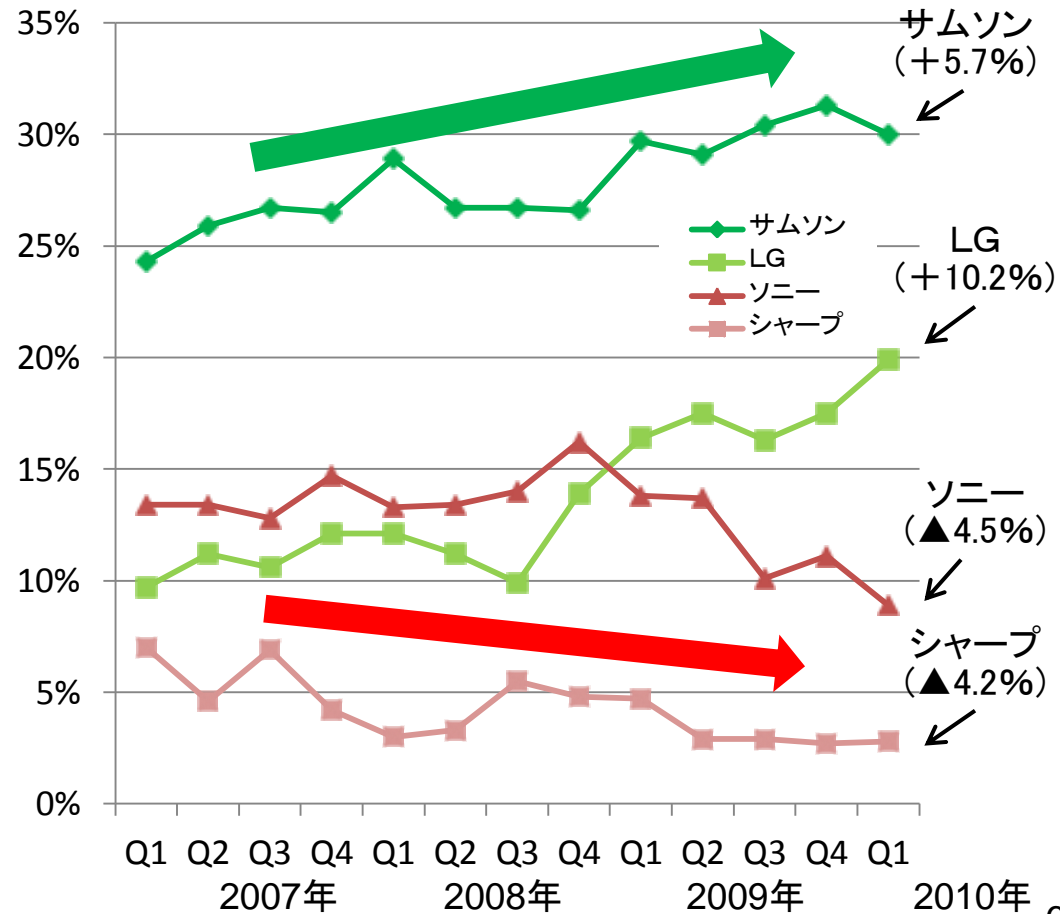 35%
30%
25%
20%
15%
10%
5%
0%
サムソン
(＋5.7%)
サムソン
LG
ソニー
シャープ
LG
(＋10.2%)
ソニー
(▲4.5%)
シャープ
(▲4.2%)
Q1 Q2 Q3 Q4 Q1 Q2 Q3 Q4 Q1 Q2 Q3 Q4 Q1
2007年 2008年 2009年 2010年